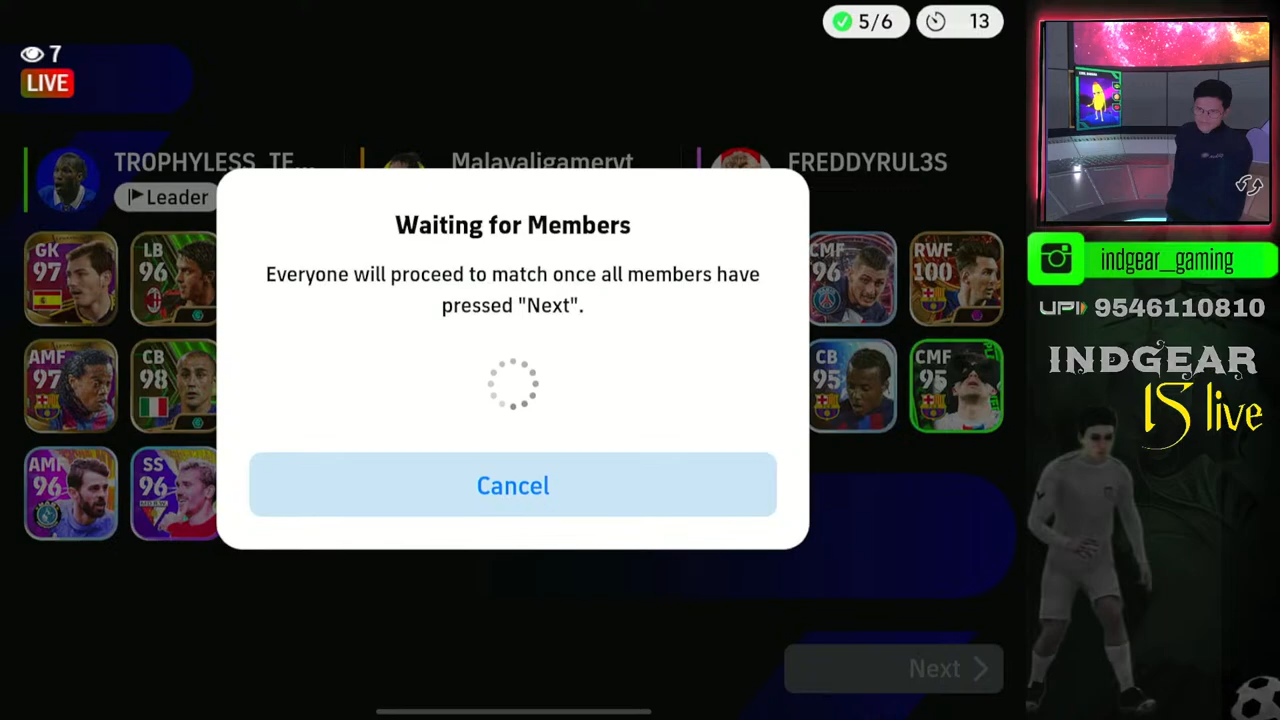 5/6
13
7
LIVE
TROPHYLESS_TE...
Malavaligameryt
FREDDYRUL3S
Leader
Waiting for Members
Everyone will proceed to match once all members have
pressed "Next".
Cancel
GK
97
LB
96
CMF
96
RWF
100
AMF
97
CB
98
CB
95
CMF
95
AMF
96
SS
96
Next
indgear_gaming
UPI 9546110810
INDGEAR
IS live